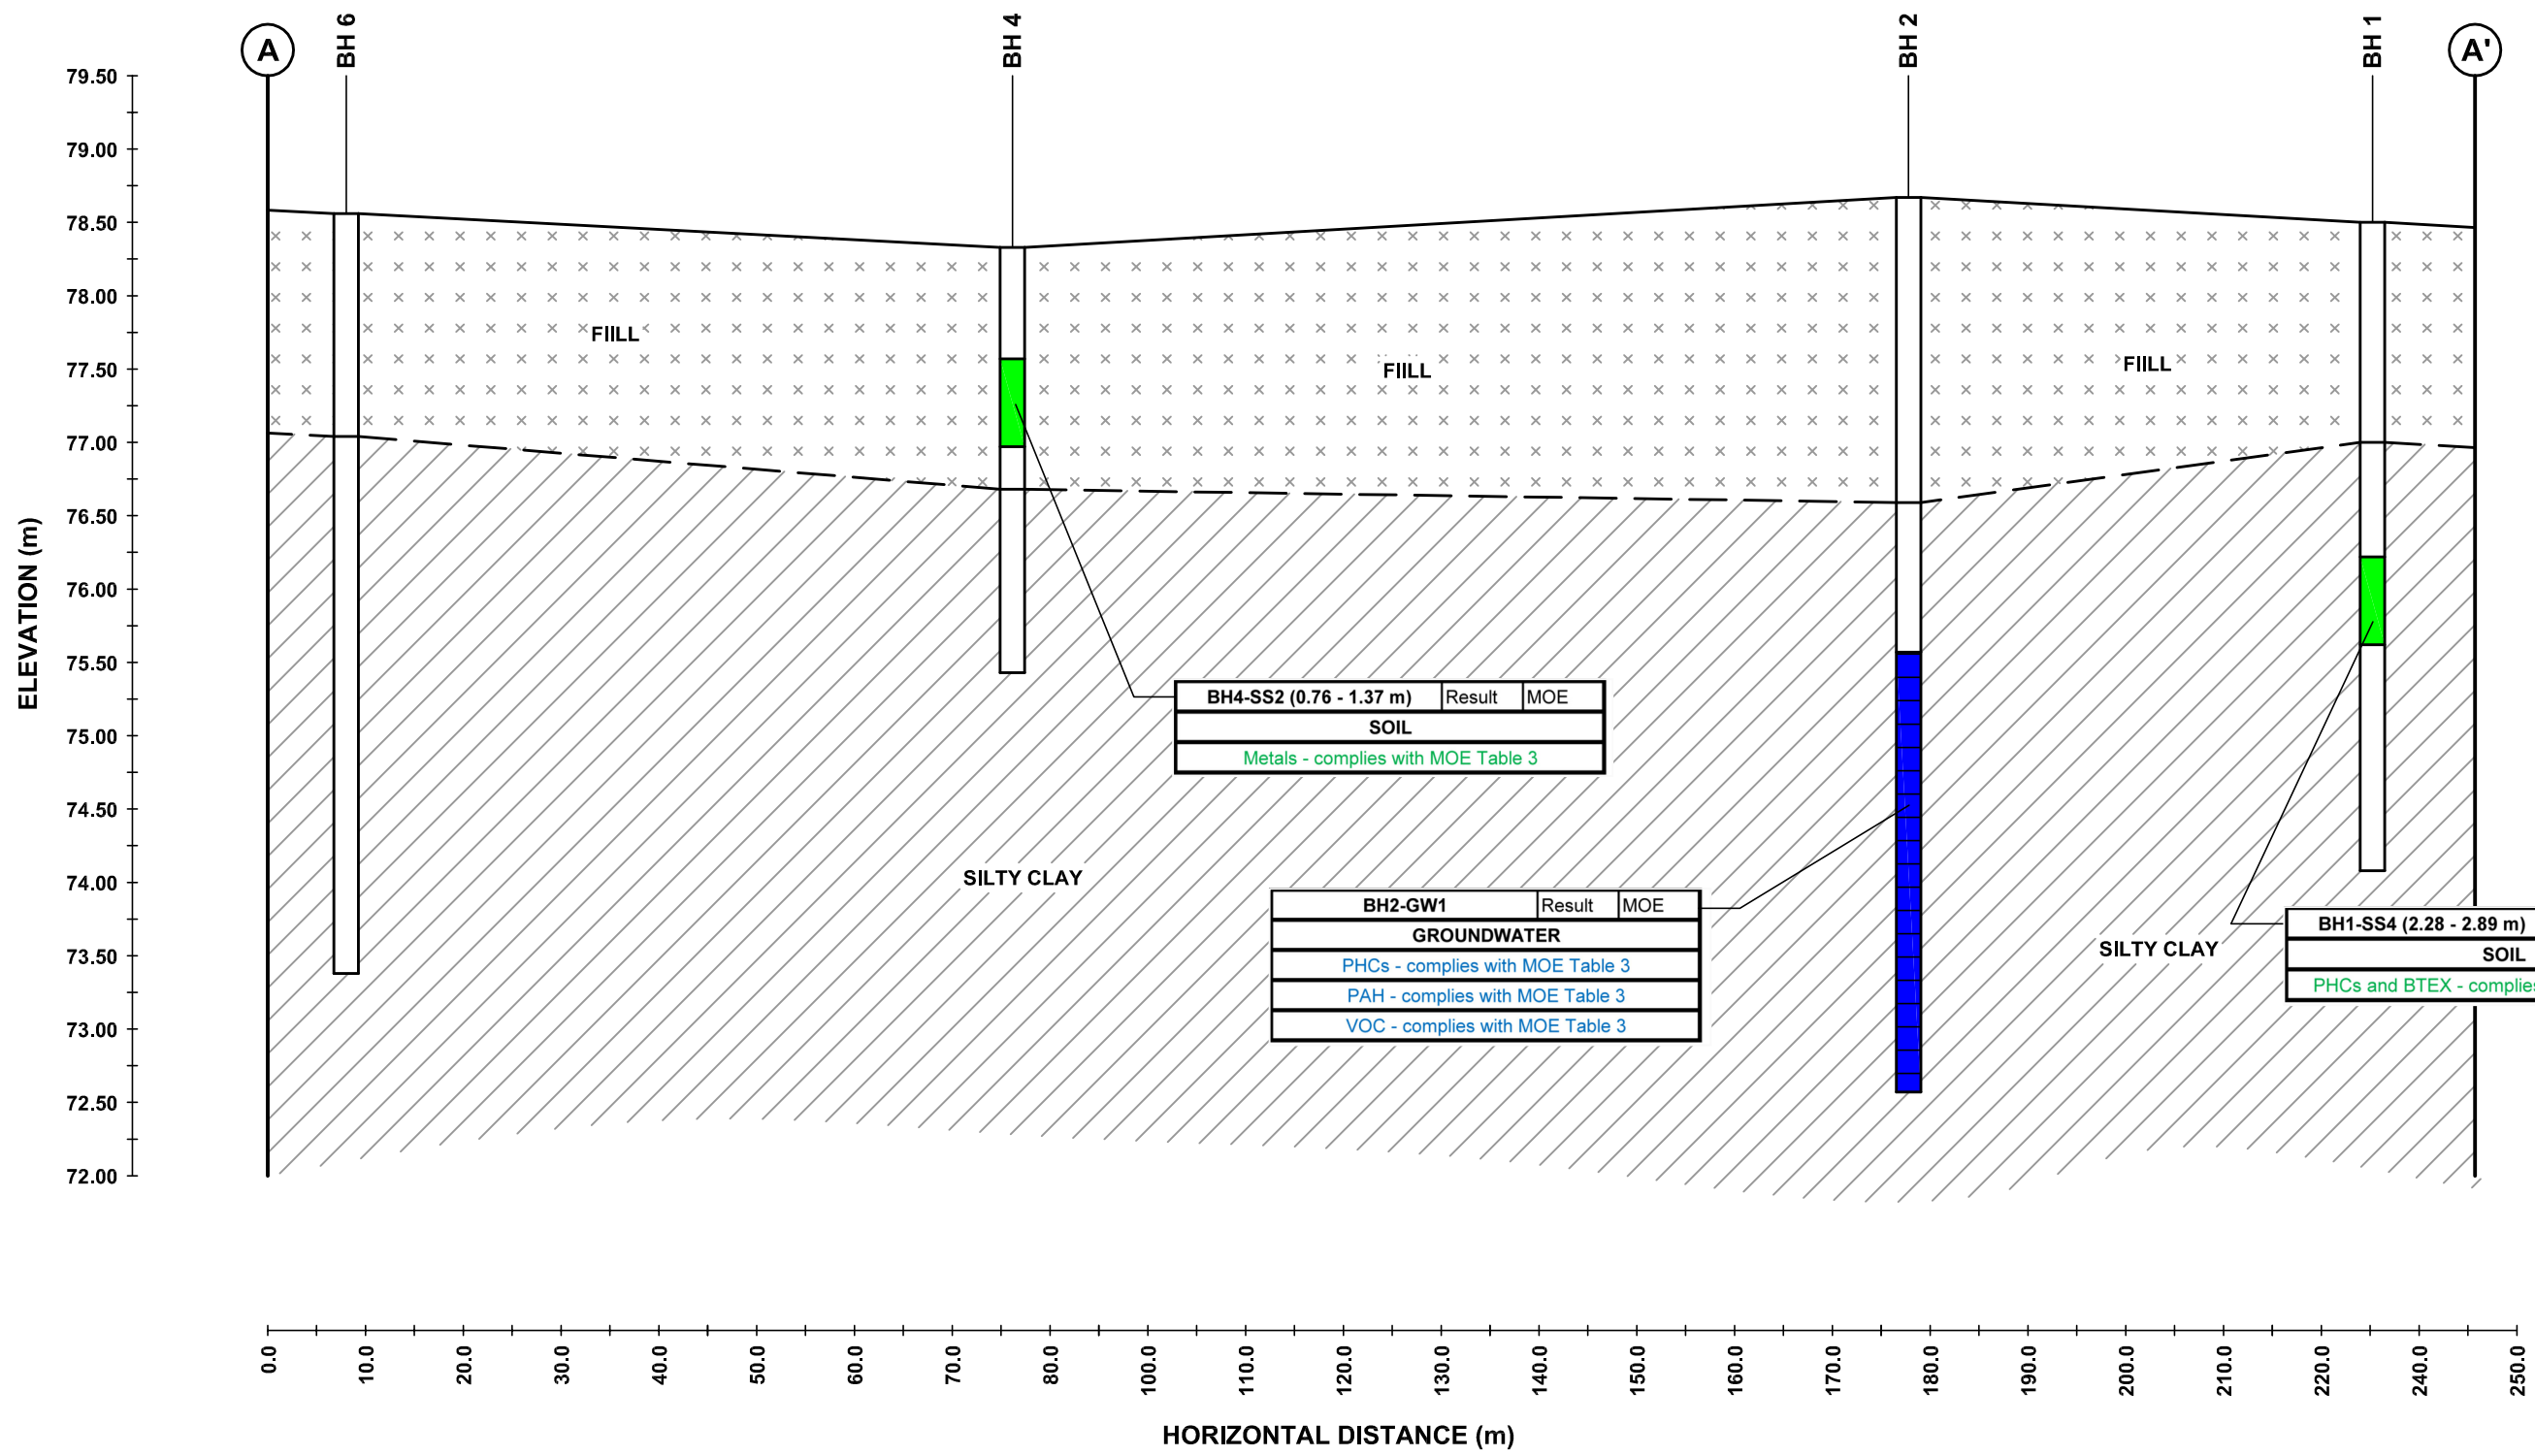 A
BH 6
BH 4
BH 2
BH 1
A'
79.50
79.00
78.50
78.00
77.50
77.00
76.50
76.00
75.50
75.00
74.50
74.00
73.50
73.00
72.50
72.00
ELEVATION (m)
FIILL
FIILL
FIILL
BH4-SS2 (0.76 - 1.37 m) Result MOE
SOIL
Metals - complies with MOE Table 3
SILTY CLAY
BH2-GW1 Result MOE
GROUNDWATER
PHCs - complies with MOE Table 3
PAH - complies with MOE Table 3
VOC - complies with MOE Table 3
SILTY CLAY
BH1-SS4 (2.28 - 2.89 m)
SOIL
PHCs and BTEX - complies
0.0 10.0 20.0 30.0 40.0 50.0 60.0 70.0 80.0 100.0 110.0 120.0 130.0 140.0 150.0 160.0 170.0 180.0 190.0 200.0 210.0 220.0 240.0 250.0
HORIZONTAL DISTANCE (m)